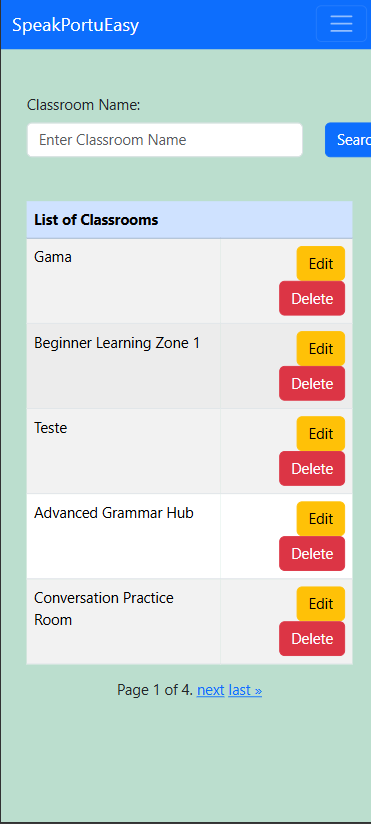 SpeakPortuEasy
Classroom Name:
Enter Classroom Name
Searc
List of Classrooms
Gama
Edit
Delete
Beginner Learning Zone 1
Edit
Delete
Teste
Edit
Delete
Advanced Grammar Hub
Edit
Delete
Conversation Practice
Room
Edit
Delete
Page 1 of 4. next last »